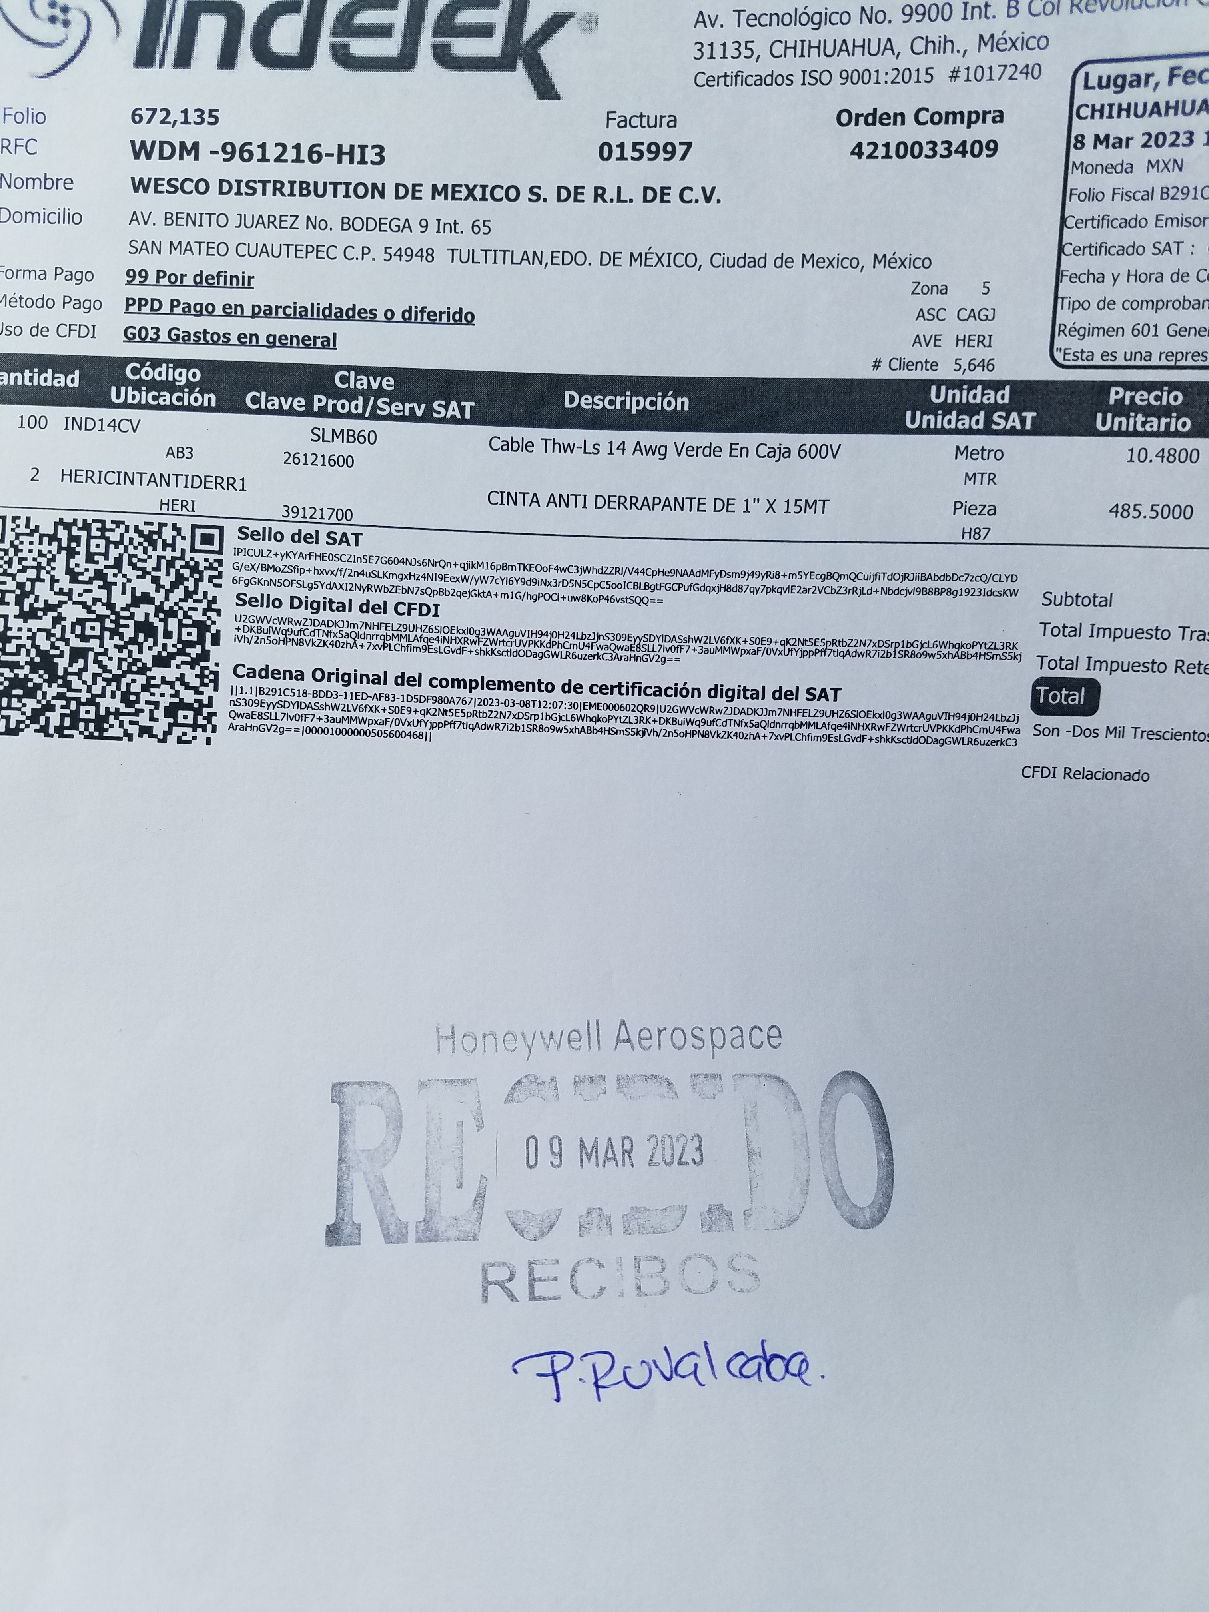 Indelek®
Av. Tecnológico No. 9900 Int. B Col Revolución
31135, CHIHUAHUA, Chih., México
Certificados ISO 9001:2015 #1017240
Folio 672,135 Factura Orden Compra
RFC WDM -961216-HI3 015997 4210033409
Nombre WESCO DISTRIBUTION DE MEXICO S. DE R.L. DE C.V.
Domicilio AV. BENITO JUAREZ No. BODEGA 9 Int. 65
SAN MATEO CUAUTEPEC C.P. 54948 TULTITLAN,EDO. DE MÉXICO, Ciudad de Mexico, México
Forma Pago 99 Por definir
Método Pago PPD Pago en parcialidades o diferido
Uso de CFDI G03 Gastos en general
Zona 5
ASC CAGJ
AVE HERI
# Cliente 5,646
Lugar, Fec
CHIHUAHUA
8 Mar 2023 1
Moneda MXN
Folio Fiscal B291C
Certificado Emisor
Certificado SAT :
Fecha y Hora de Ce
Tipo de comproban
Régimen 601 Gene
"Esta es una repres
antidad Código Clave Descripción Unidad Precio
Ubicación Clave Prod/Serv SAT Unidad SAT Unitario
100 IND14CV SLMB60 Cable Thw-Ls 14 Awg Verde En Caja 600V Metro 10.4800
AB3 26121600 MTR
2 HERICINTANTIDERR1 CINTA ANTI DERRAPANTE DE 1" X 15MT Pieza 485.5000
HERI 39121700 H87
Sello del SAT
Sello Digital del CFDI
Cadena Original del complemento de certificación digital del SAT
Subtotal
Total Impuesto Tra
Total Impuesto Rete
Total
Son -Dos Mil Trescientos
CFDI Relacionado
Honeywell Aerospace
RECIBIDO
09 MAR 2023
RECIBOS
P. Ruvalcaba.